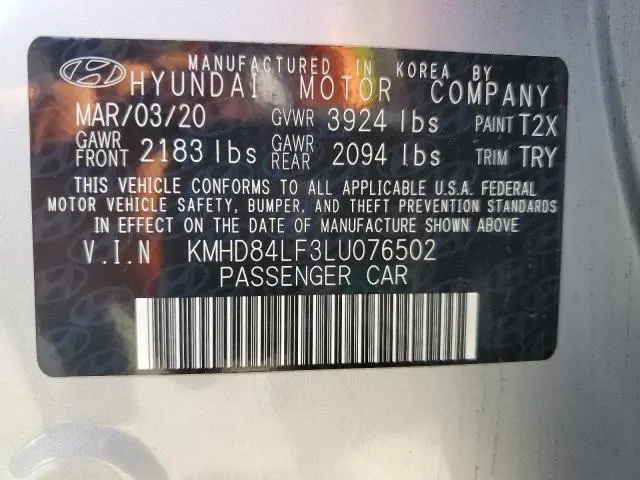 MANUFACTURED IN KOREA BY
HYUNDAI MOTOR COMPANY
MAR/03/20 GVWR 3924 lbs PAINT T2X
GAWR FRONT 2183 lbs GAWR REAR 2094 lbs TRIM TRY
THIS VEHICLE CONFORMS TO ALL APPLICABLE U.S.A. FEDERAL
MOTOR VEHICLE SAFETY, BUMPER, AND THEFT PREVENTION STANDARDS
IN EFFECT ON THE DATE OF MANUFACTURE SHOWN ABOVE
V.I.N KMHD84LF3LU076502
PASSENGER CAR